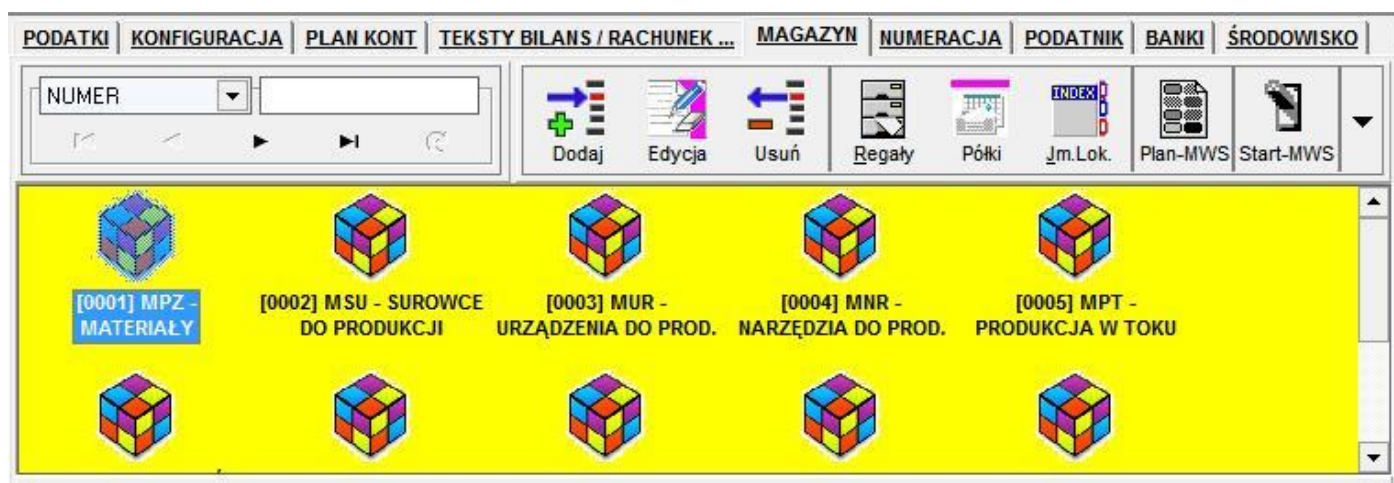 PODATKI KONFIGURACJA PLAN KONT TEKSTY BILANS / RACHUNEK ... MAGAZYN NUMERACJA PODATNIK BANKI ŚRODOWISKO
NUMER
INDEX
Dodaj Edycja Usuń Regały Półki Jm.Lok. Plan-MWS Start-MWS
[0001] MPZ -
MATERIAŁY
[0002] MSU - SUROWCE
DO PRODUKCJI
[0003] MUR -
URZĄDZENIA DO PROD.
[0004] MNR -
NARZĘDZIA DO PROD.
[0005] MPT -
PRODUKCJA W TOKU